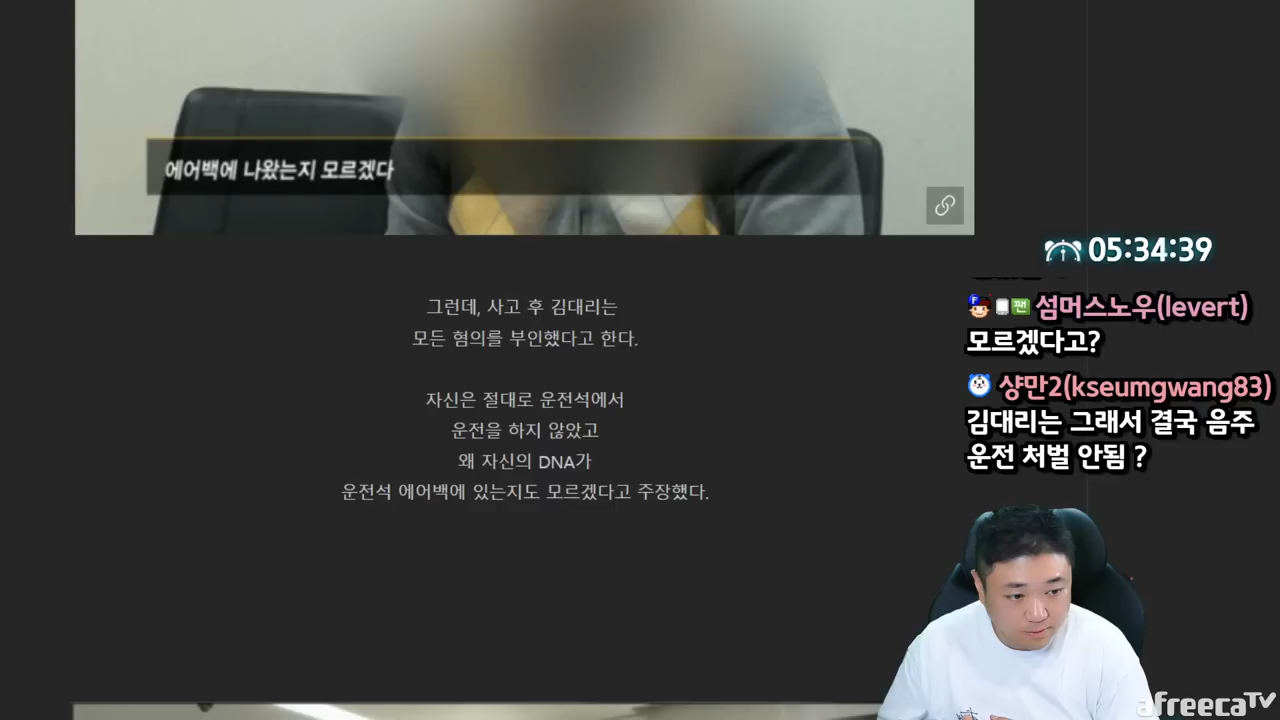 에어백에 나왔는지 모르겠다
그런데, 사고 후 김대리는
모든 혐의를 부인했다고 한다.
자신은 절대로 운전석에서
운전을 하지 않았고
왜 자신의 DNA가
운전석 에어백에 있는지도 모르겠다고 주장했다.
05:34:39
F 팬 섬머스노우(levert)
모르겠다고?
샹만2(kseumgwang83)
김대리는 그래서 결국 음주
운전 처벌 안됨 ?
afreecaTV